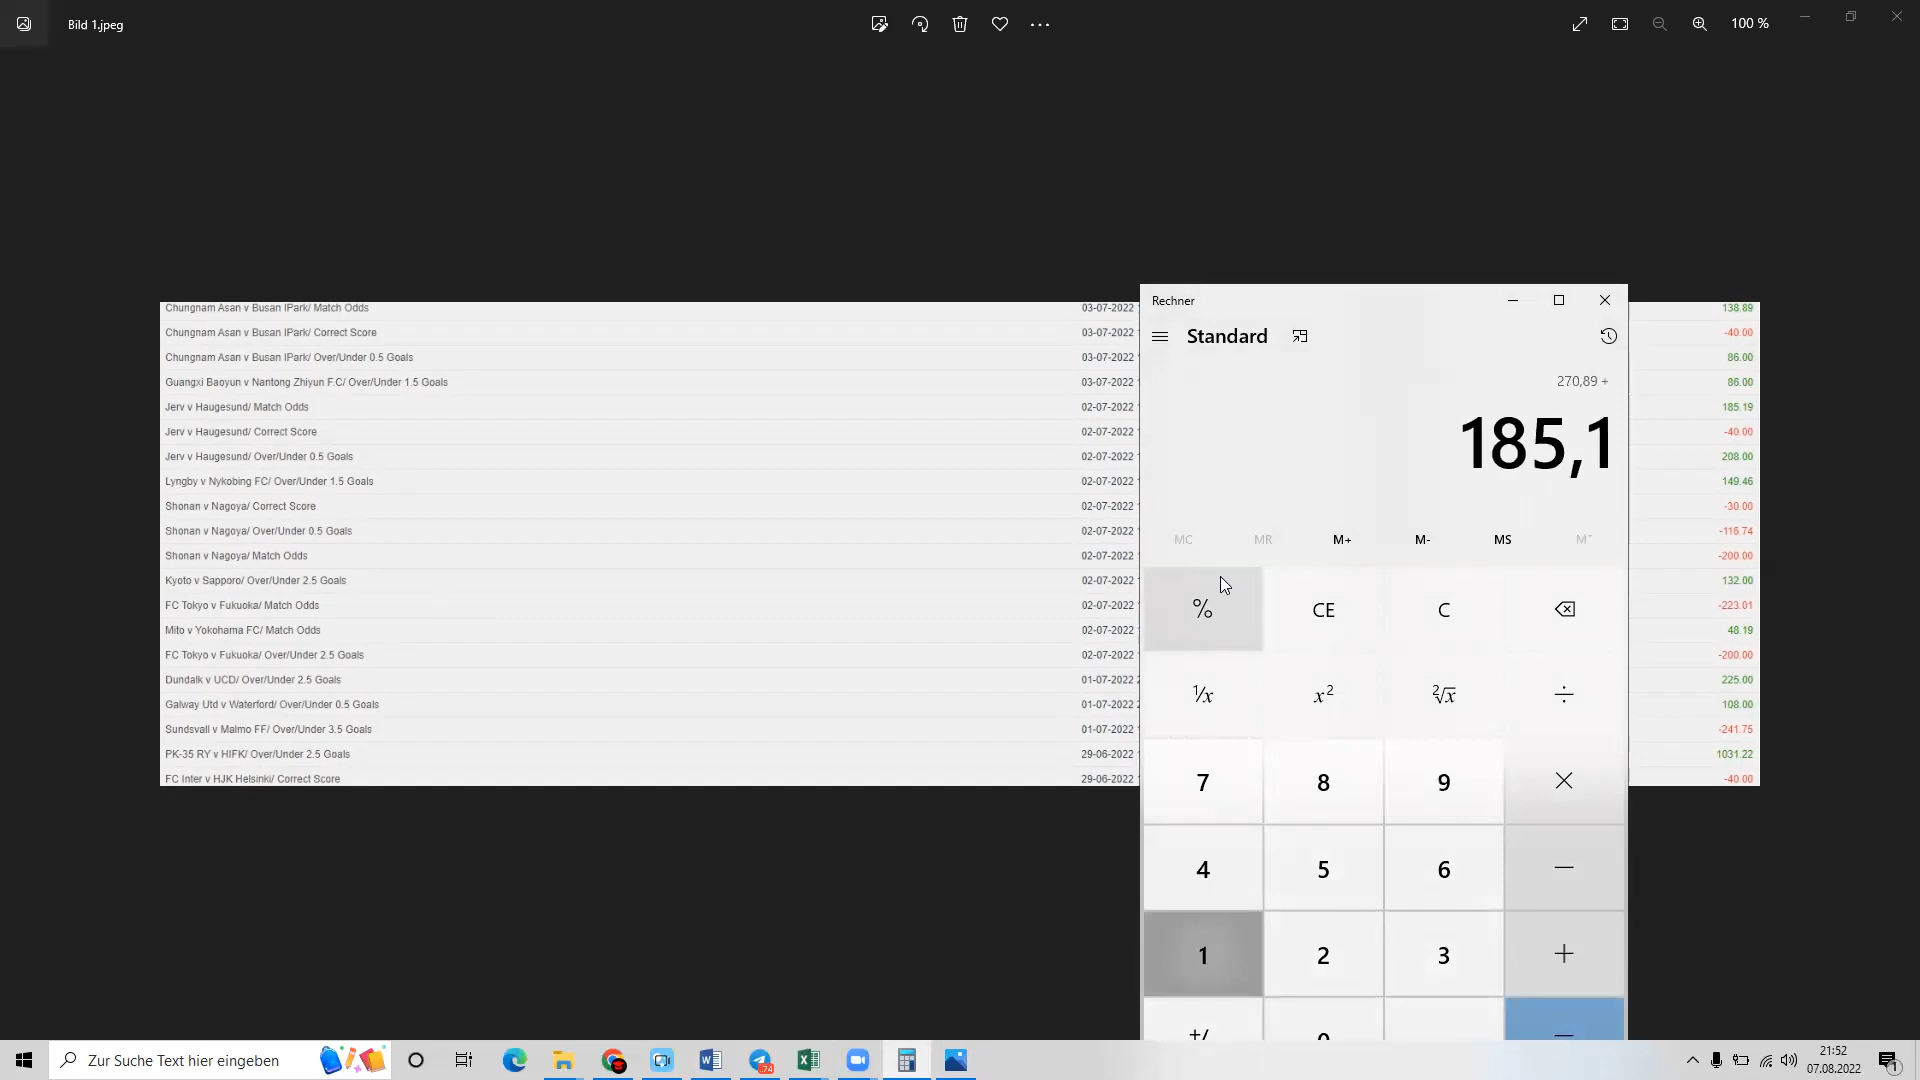 Bild 1.jpeg
100 %
Chungnam Asan v Busan IPark/ Match Odds 03-07-2022 138.89
Chungnam Asan v Busan IPark/ Correct Score 03-07-2022 -40.00
Chungnam Asan v Busan IPark/ Over/Under 0.5 Goals 03-07-2022 86.00
Guangxi Baoyun v Nantong Zhiyun F.C/ Over/Under 1.5 Goals 03-07-2022 86.00
Jerv v Haugesund/ Match Odds 02-07-2022 185.19
Jerv v Haugesund/ Correct Score 02-07-2022 -40.00
Jerv v Haugesund/ Over/Under 0.5 Goals 02-07-2022 208.00
Lyngby v Nykobing FC/ Over/Under 1.5 Goals 02-07-2022 149.46
Shonan v Nagoya/ Correct Score 02-07-2022 -30.00
Shonan v Nagoya/ Over/Under 0.5 Goals 02-07-2022 -116.74
Shonan v Nagoya/ Match Odds 02-07-2022 -200.00
Kyoto v Sapporo/ Over/Under 2.5 Goals 02-07-2022 132.00
FC Tokyo v Fukuoka/ Match Odds 02-07-2022 -223.01
Mito v Yokohama FC/ Match Odds 02-07-2022 48.19
FC Tokyo v Fukuoka/ Over/Under 2.5 Goals 02-07-2022 -200.00
Dundalk v UCD/ Over/Under 2.5 Goals 01-07-2022 225.00
Galway Utd v Waterford/ Over/Under 0.5 Goals 01-07-2022 108.00
Sundsvall v Malmo FF/ Over/Under 3.5 Goals 01-07-2022 -241.75
PK-35 RY v HIFK/ Over/Under 2.5 Goals 29-06-2022 1031.22
FC Inter v HJK Helsinki/ Correct Score 29-06-2022 -40.00
Rechner
Standard
270,89 +
185,1
MC MR M+ M- MS M˅
% CE C
1/x x² ²√x ÷
7 8 9 ×
4 5 6 −
1 2 3 +
+/ 0
Zur Suche Text hier eingeben
74
21:52
07.08.2022
1